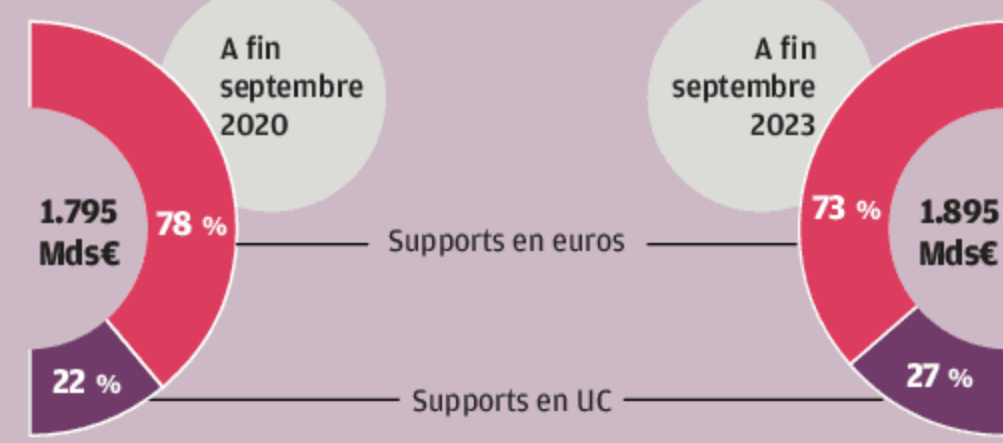 A fin
septembre
2020
1.795
Mds€
78 %
22 %
Supports en euros
Supports en UC
A fin
septembre
2023
73 %
1.895
Mds€
27 %